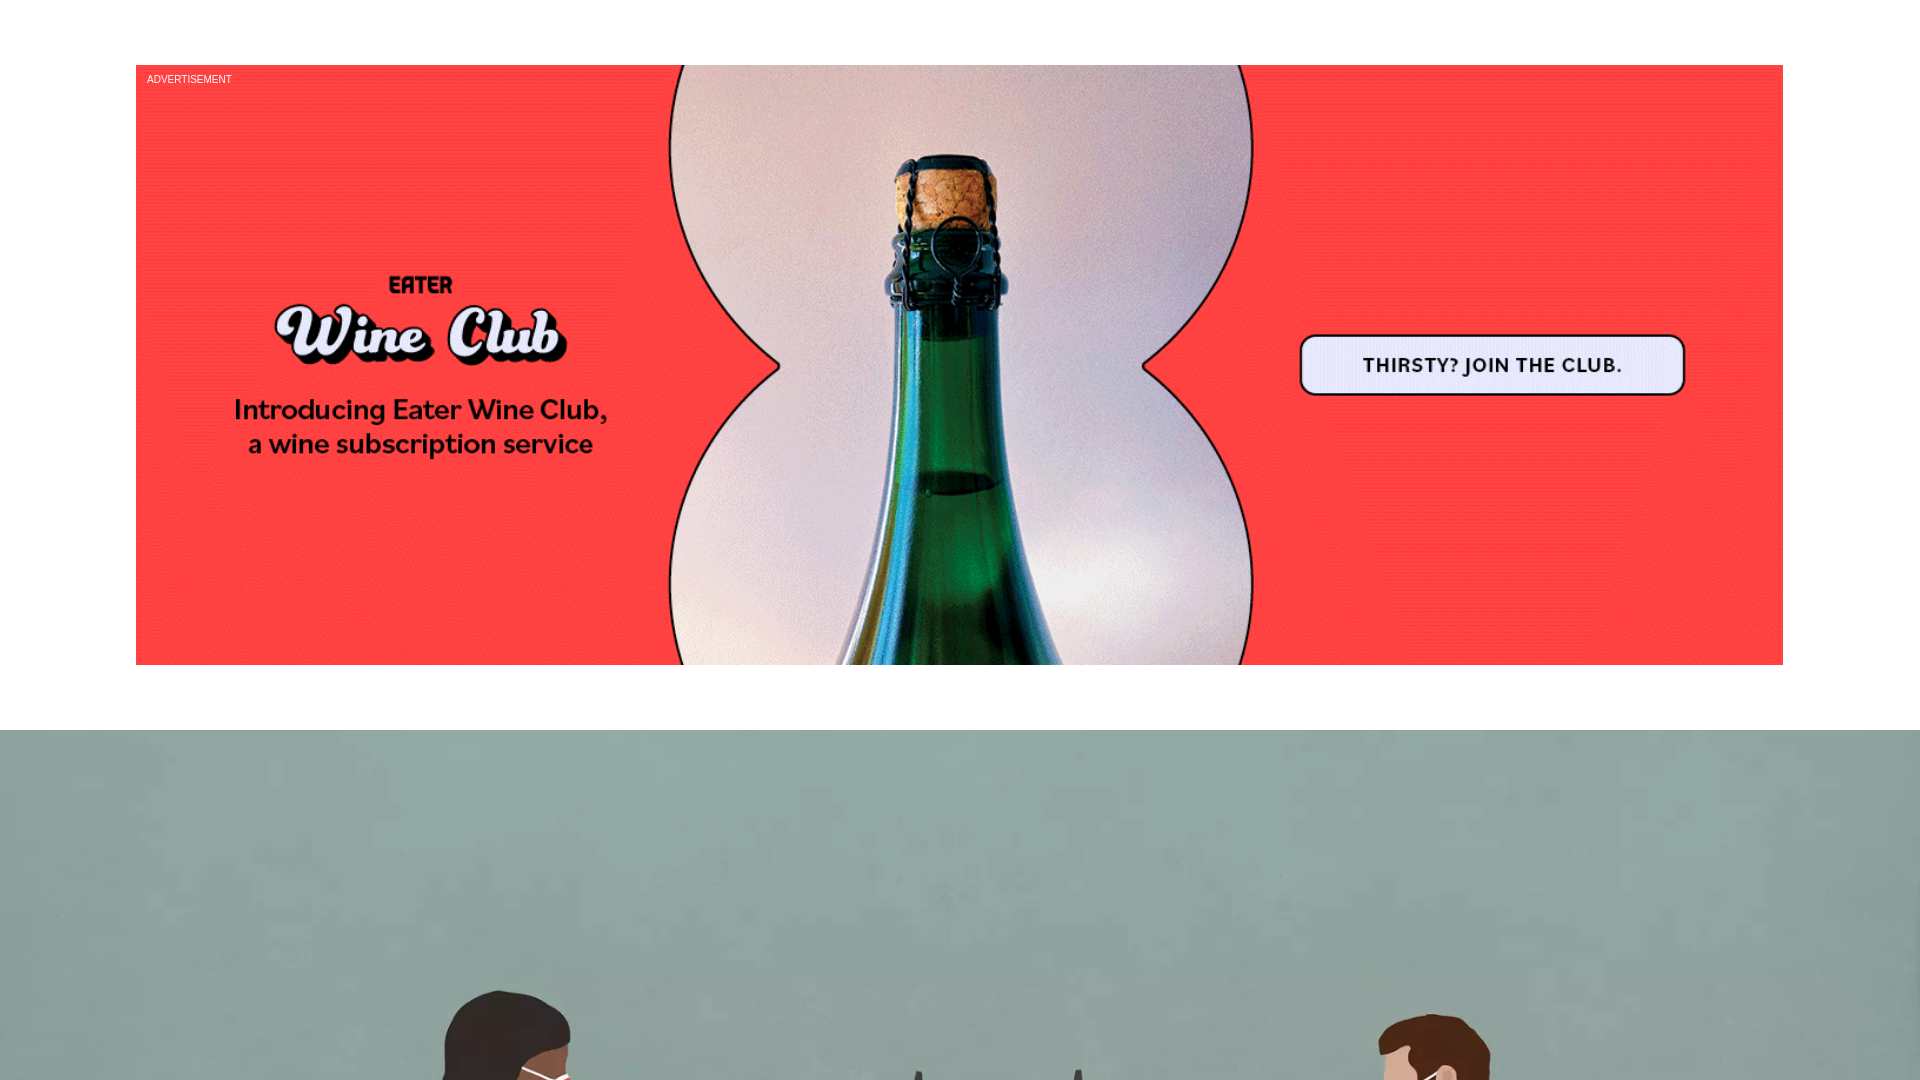 ADVERTISEMENT
EATER
Wine Club
Introducing Eater Wine Club,
a wine subscription service
THIRSTY? JOIN THE CLUB.